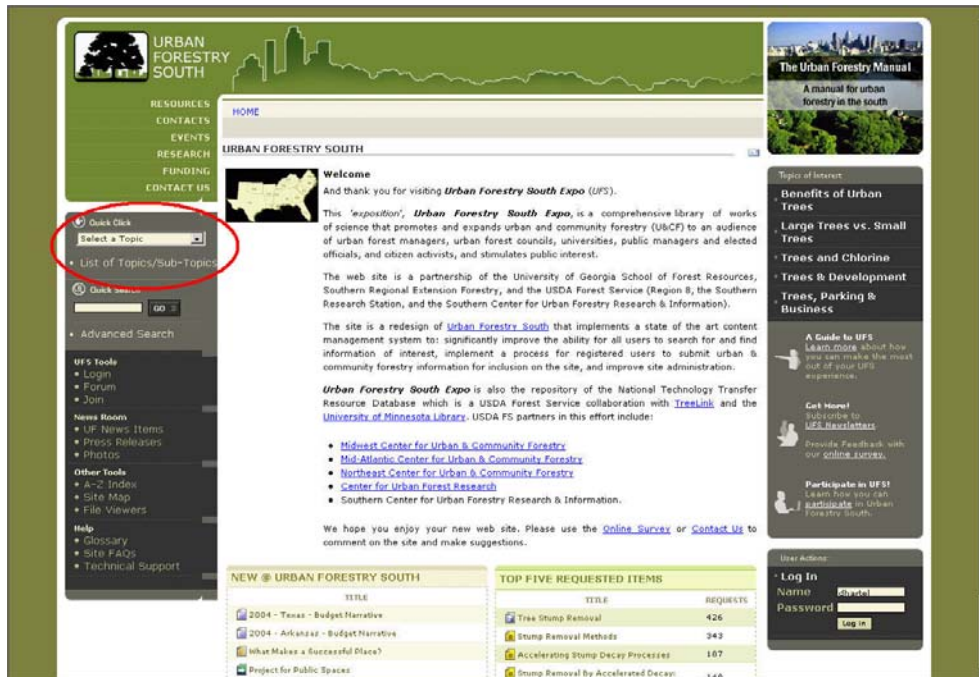 URBAN
FORESTRY
SOUTH
RESOURCES
CONTACTS
EVENTS
RESEARCH
FUNDING
CONTACT US
Quick Click
Select a Topic
List of Topics/Sub-Topics
Quick Search
GO
Advanced Search
UFS Tools
Login
Forum
Join
News Room
UF News Items
Press Releases
Photos
Other Tools
A-Z Index
Site Map
File Viewers
Help
Glossary
Site FAQs
Technical Support
HOME
URBAN FORESTRY SOUTH
Welcome
And thank you for visiting Urban Forestry South Expo (UFS).
This 'exposition', Urban Forestry South Expo, is a comprehensive library of works
of science that promotes and expands urban and community forestry (U&CF) to an audience
of urban forest managers, urban forest councils, universities, public managers and elected
officials, and citizen activists, and stimulates public interest.
The web site is a partnership of the University of Georgia School of Forest Resources,
Southern Regional Extension Forestry, and the USDA Forest Service (Region 8, the Southern
Research Station, and the Southern Center for Urban Forestry Research & Information).
The site is a redesign of Urban Forestry South that implements a state of the art content
management system to: significantly improve the ability for all users to search for and find
information of interest, implement a process for registered users to submit urban &
community forestry information for inclusion on the site, and improve site administration.
Urban Forestry South Expo is also the repository of the National Technology Transfer
Resource Database which is a USDA Forest Service collaboration with TreeLink and the
University of Minnesota Library. USDA FS partners in this effort include:
Midwest Center for Urban & Community Forestry
Mid-Atlantic Center for Urban & Community Forestry
Northeast Center for Urban & Community Forestry
Center for Urban Forest Research
Southern Center for Urban Forestry Research & Information.
We hope you enjoy your new web site. Please use the Online Survey or Contact Us to
comment on the site and make suggestions.
NEW @ URBAN FORESTRY SOUTH
TITLE
2004 - Texas - Budget Narrative
2004 - Arkansas - Budget Narrative
What Makes a Successful Place?
Project for Public Spaces
TOP FIVE REQUESTED ITEMS
TITLE REQUESTS
Tree Stump Removal 426
Stump Removal Methods 343
Accelerating Stump Decay Processes 187
Stump Removal By Accelerated Decay:
The Urban Forestry Manual
A manual for urban
forestry in the south
Topics of Interest
Benefits of Urban
Trees
Large Trees vs. Small
Trees
Trees and Chlorine
Trees & Development
Trees, Parking &
Business
A Guide to UFS
Learn more about how
you can make the most
out of your UFS
experience.
Get More!
Subscribe to
UFS Newsletters
Provide Feedback with
our online survey.
Participate in UFS!
Learn how you can
participate in Urban
Forestry South.
User Actions
Log In
Name dhartel
Password
Log in